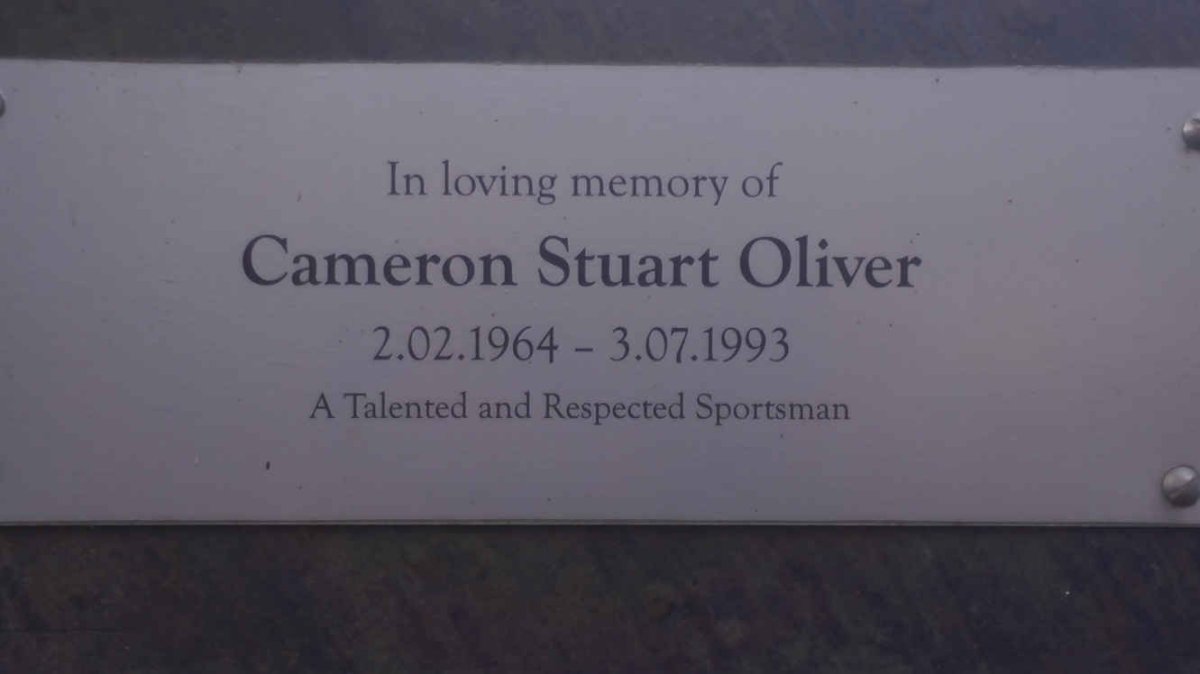 In loving memory of
Cameron Stuart Oliver
2.02.1964 – 3.07.1993
A Talented and Respected Sportsman